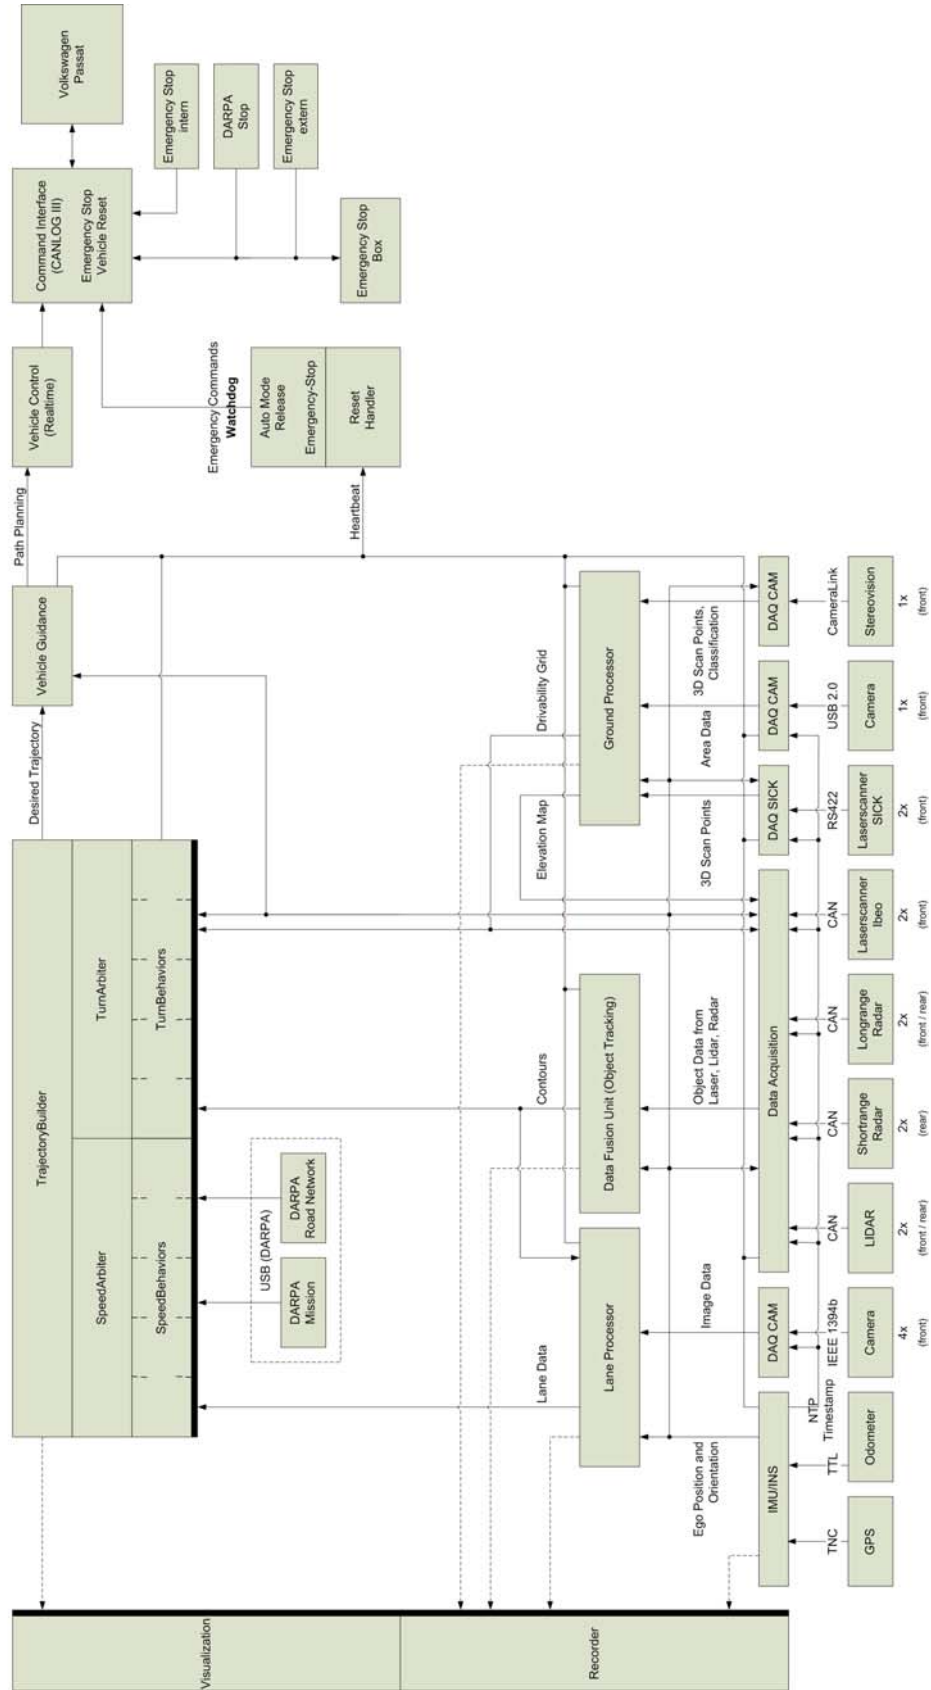 Visualization
Recorder
TrajectoryBuilder
SpeedArbiter
TurnArbiter
SpeedBehaviors
TurnBehaviors
USB (DARPA)
DARPA
Mission
DARPA
Road Network
Desired Trajectory
Vehicle Guidance
Path Planning
Vehicle Control
(Realtime)
Command Interface
(CANLOG III)
Emergency Stop
Vehicle Reset
Volkswagen
Passat
Emergency Stop
intern
DARPA
Stop
Emergency Stop
extern
Emergency Stop
Box
Emergency Commands
Watchdog
Auto Mode
Release
Emergency-Stop
Reset
Handler
Heartbeat
Lane Data
Contours
Elevation Map
Drivability Grid
Lane Processor
Data Fusion Unit (Object Tracking)
Ground Processor
Ego Position and
Orientation
Image Data
Object Data from
Laser, Lidar, Radar
3D Scan Points
Area Data
3D Scan Points,
Classification
IMU/INS
DAQ CAM
Data Acquisition
DAQ SICK
DAQ CAM
DAQ CAM
NTP
Timestamp
TNC
TTL
IEEE 1394b
CAN
CAN
CAN
CAN
RS422
USB 2.0
CameraLink
GPS
Odometer
Camera
LIDAR
Shortrange
Radar
Longrange
Radar
Laserscanner
Ibeo
Laserscanner
SICK
Camera
Stereovision
4x
(front)
2x
(front / rear)
2x
(rear)
2x
(front / rear)
2x
(front)
2x
(front)
1x
(front)
1x
(front)